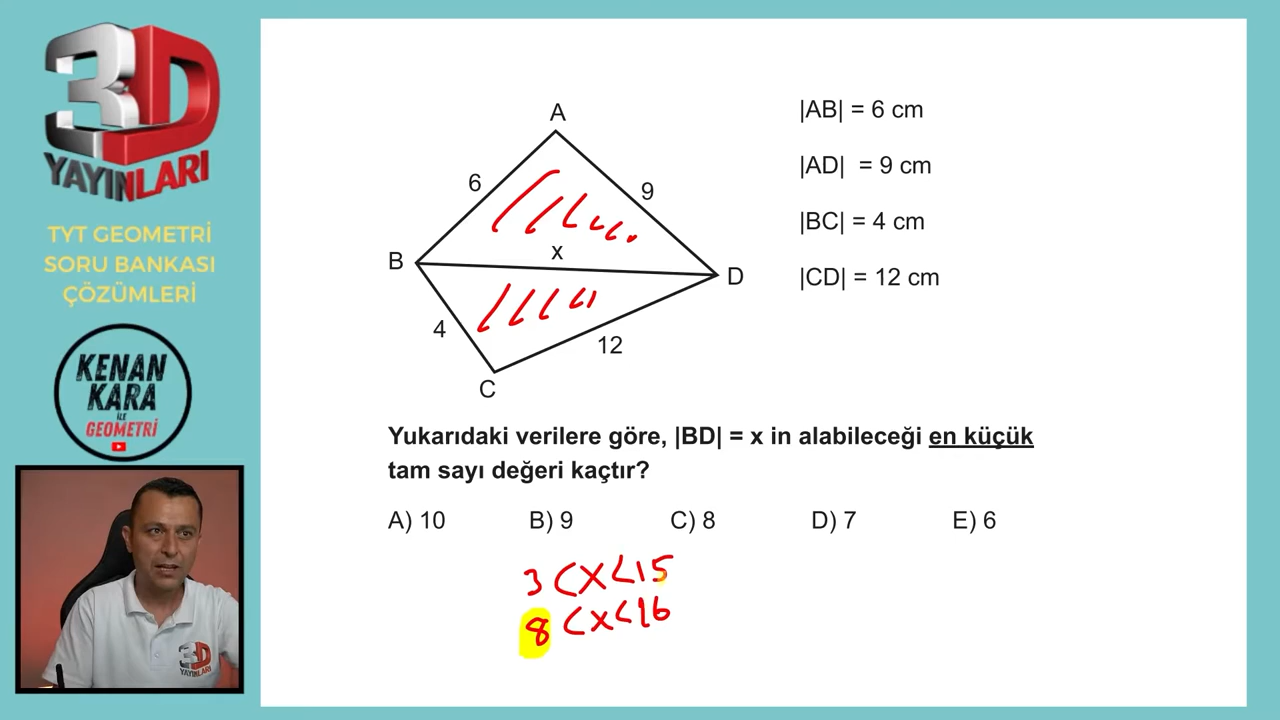 3D
YAYINLARI
TYT GEOMETRİ
SORU BANKASI
ÇÖZÜMLERİ
KENAN
KARA
İLE
GEOMETRİ
3D
YAYINLARI
A
6
9
B
x
D
4
12
C
|AB| = 6 cm
|AD| = 9 cm
|BC| = 4 cm
|CD| = 12 cm
Yukarıdaki verilere göre, |BD| = x in alabileceği en küçük
tam sayı değeri kaçtır?
A) 10 B) 9 C) 8 D) 7 E) 6
3 < x < 15
8 < x < 16